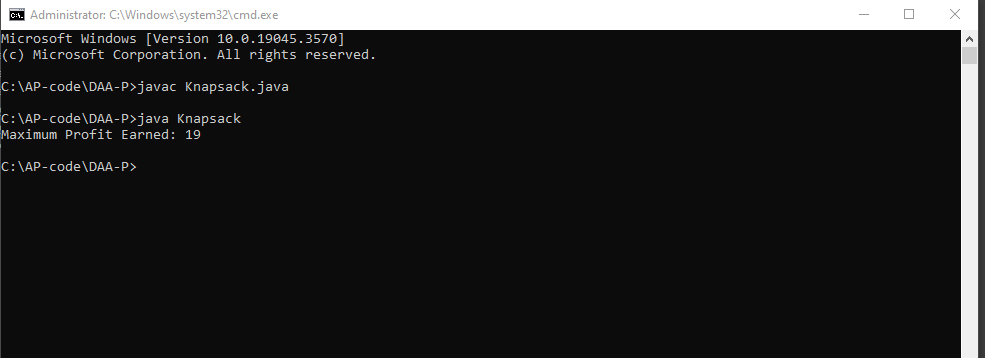 Administrator: C:\Windows\system32\cmd.exe
Microsoft Windows [Version 10.0.19045.3570]
(c) Microsoft Corporation. All rights reserved.
C:\AP-code\DAA-P>javac Knapsack.java
C:\AP-code\DAA-P>java Knapsack
Maximum Profit Earned: 19
C:\AP-code\DAA-P>